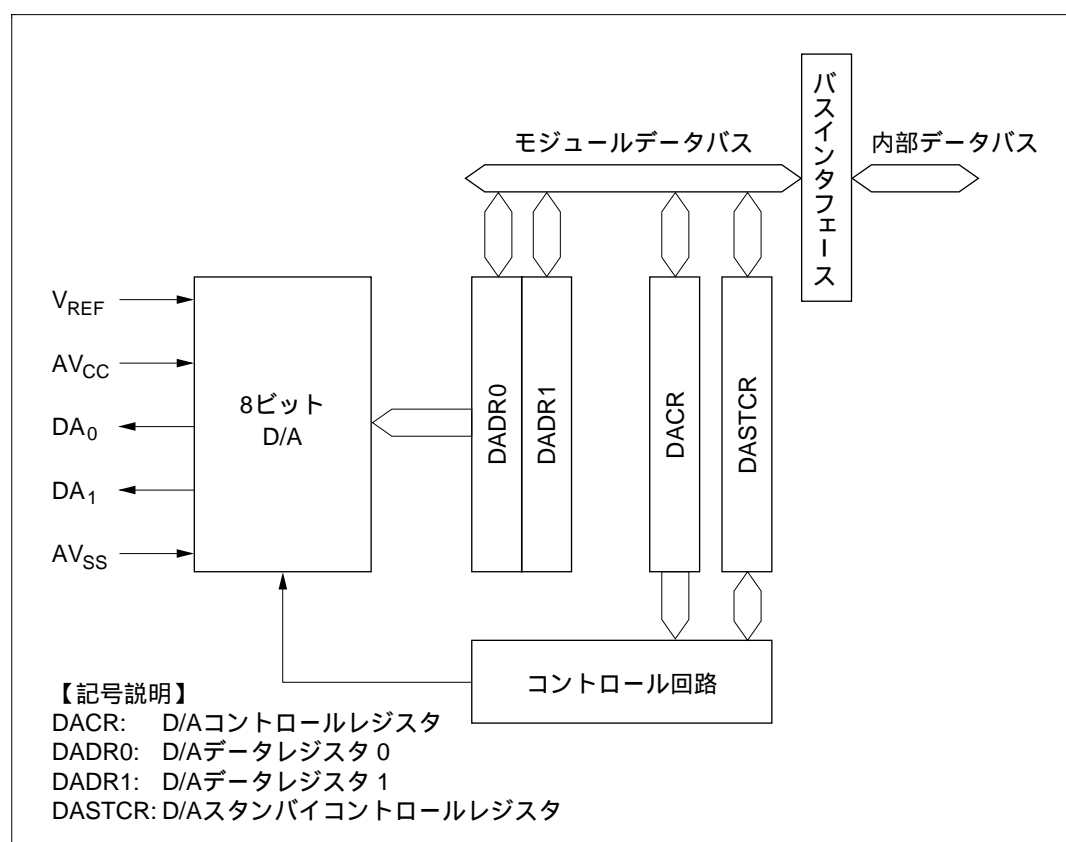 バスインタフェース
モジュールデータバス
内部データバス
VREF
AVCC
DA0
DA1
AVSS
8ビット
D/A
DADR0
DADR1
DACR
DASTCR
コントロール回路
【記号説明】
DACR: D/Aコントロールレジスタ
DADR0: D/Aデータレジスタ 0
DADR1: D/Aデータレジスタ 1
DASTCR: D/Aスタンバイコントロールレジスタ